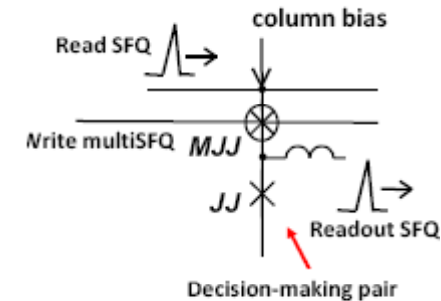 column bias
Read SFQ
Write multiSFQ
MJJ
JJ
Readout SFQ
Decision-making pair